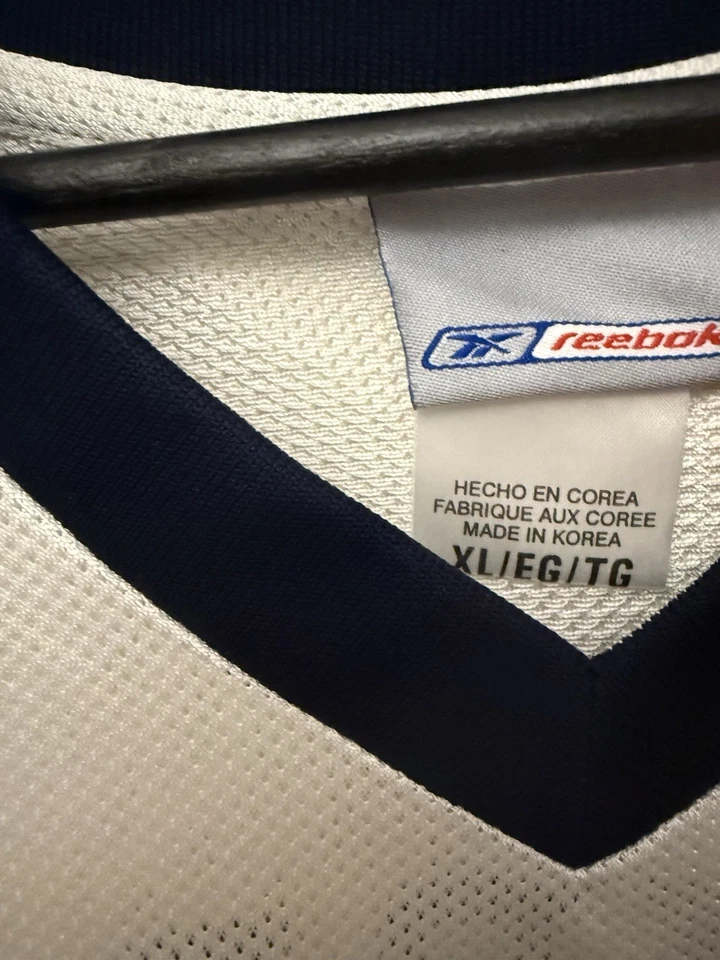 reebok
HECHO EN COREA
FABRIQUE AUX COREE
MADE IN KOREA
XL/EG/TG